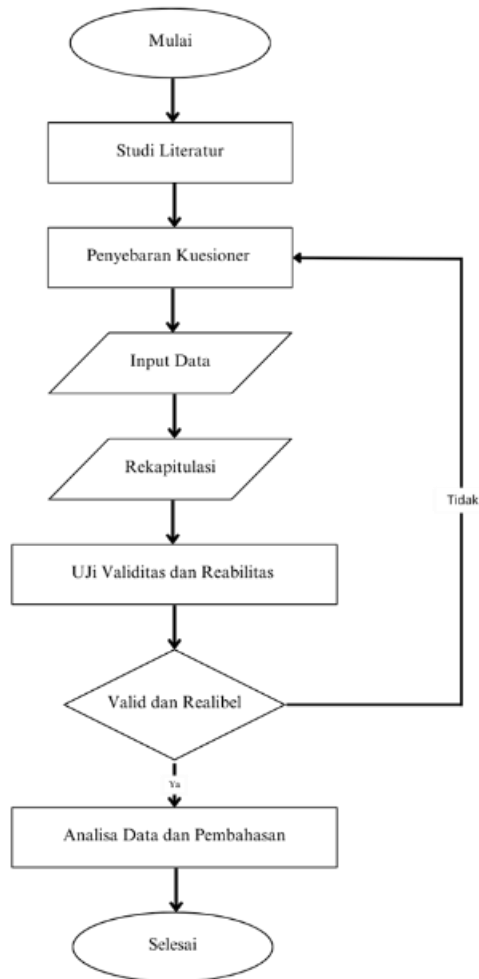 Mulai
Studi Literatur
Penyebaran Kuesioner
Input Data
Rekapitulasi
Tidak
UJi Validitas dan Reabilitas
Valid dan Realibel
Ya
Analisa Data dan Pembahasan
Selesai